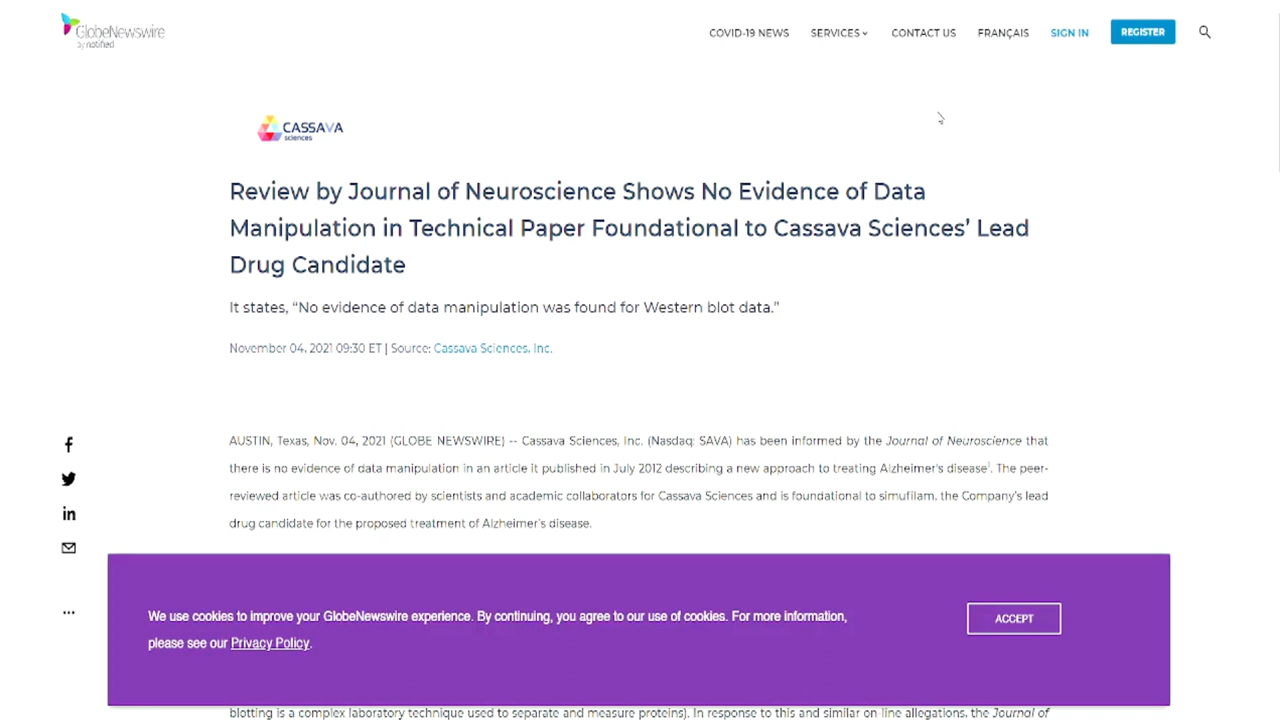 GlobeNewswire
by notified
COVID-19 NEWS SERVICES CONTACT US FRANÇAIS SIGN IN REGISTER
CASSAVA
sciences
Review by Journal of Neuroscience Shows No Evidence of Data
Manipulation in Technical Paper Foundational to Cassava Sciences’ Lead
Drug Candidate
It states, “No evidence of data manipulation was found for Western blot data.”
November 04, 2021 09:30 ET | Source: Cassava Sciences, Inc.
AUSTIN, Texas, Nov. 04, 2021 (GLOBE NEWSWIRE) -- Cassava Sciences, Inc. (Nasdaq: SAVA) has been informed by the Journal of Neuroscience that
there is no evidence of data manipulation in an article it published in July 2012 describing a new approach to treating Alzheimer's disease¹. The peer-
reviewed article was co-authored by scientists and academic collaborators for Cassava Sciences and is foundational to simufilam, the Company’s lead
drug candidate for the proposed treatment of Alzheimer’s disease.
We use cookies to improve your GlobeNewswire experience. By continuing, you agree to our use of cookies. For more information,
please see our Privacy Policy.
ACCEPT
blotting is a complex laboratory technique used to separate and measure proteins). In response to this and similar on-line allegations, the Journal of